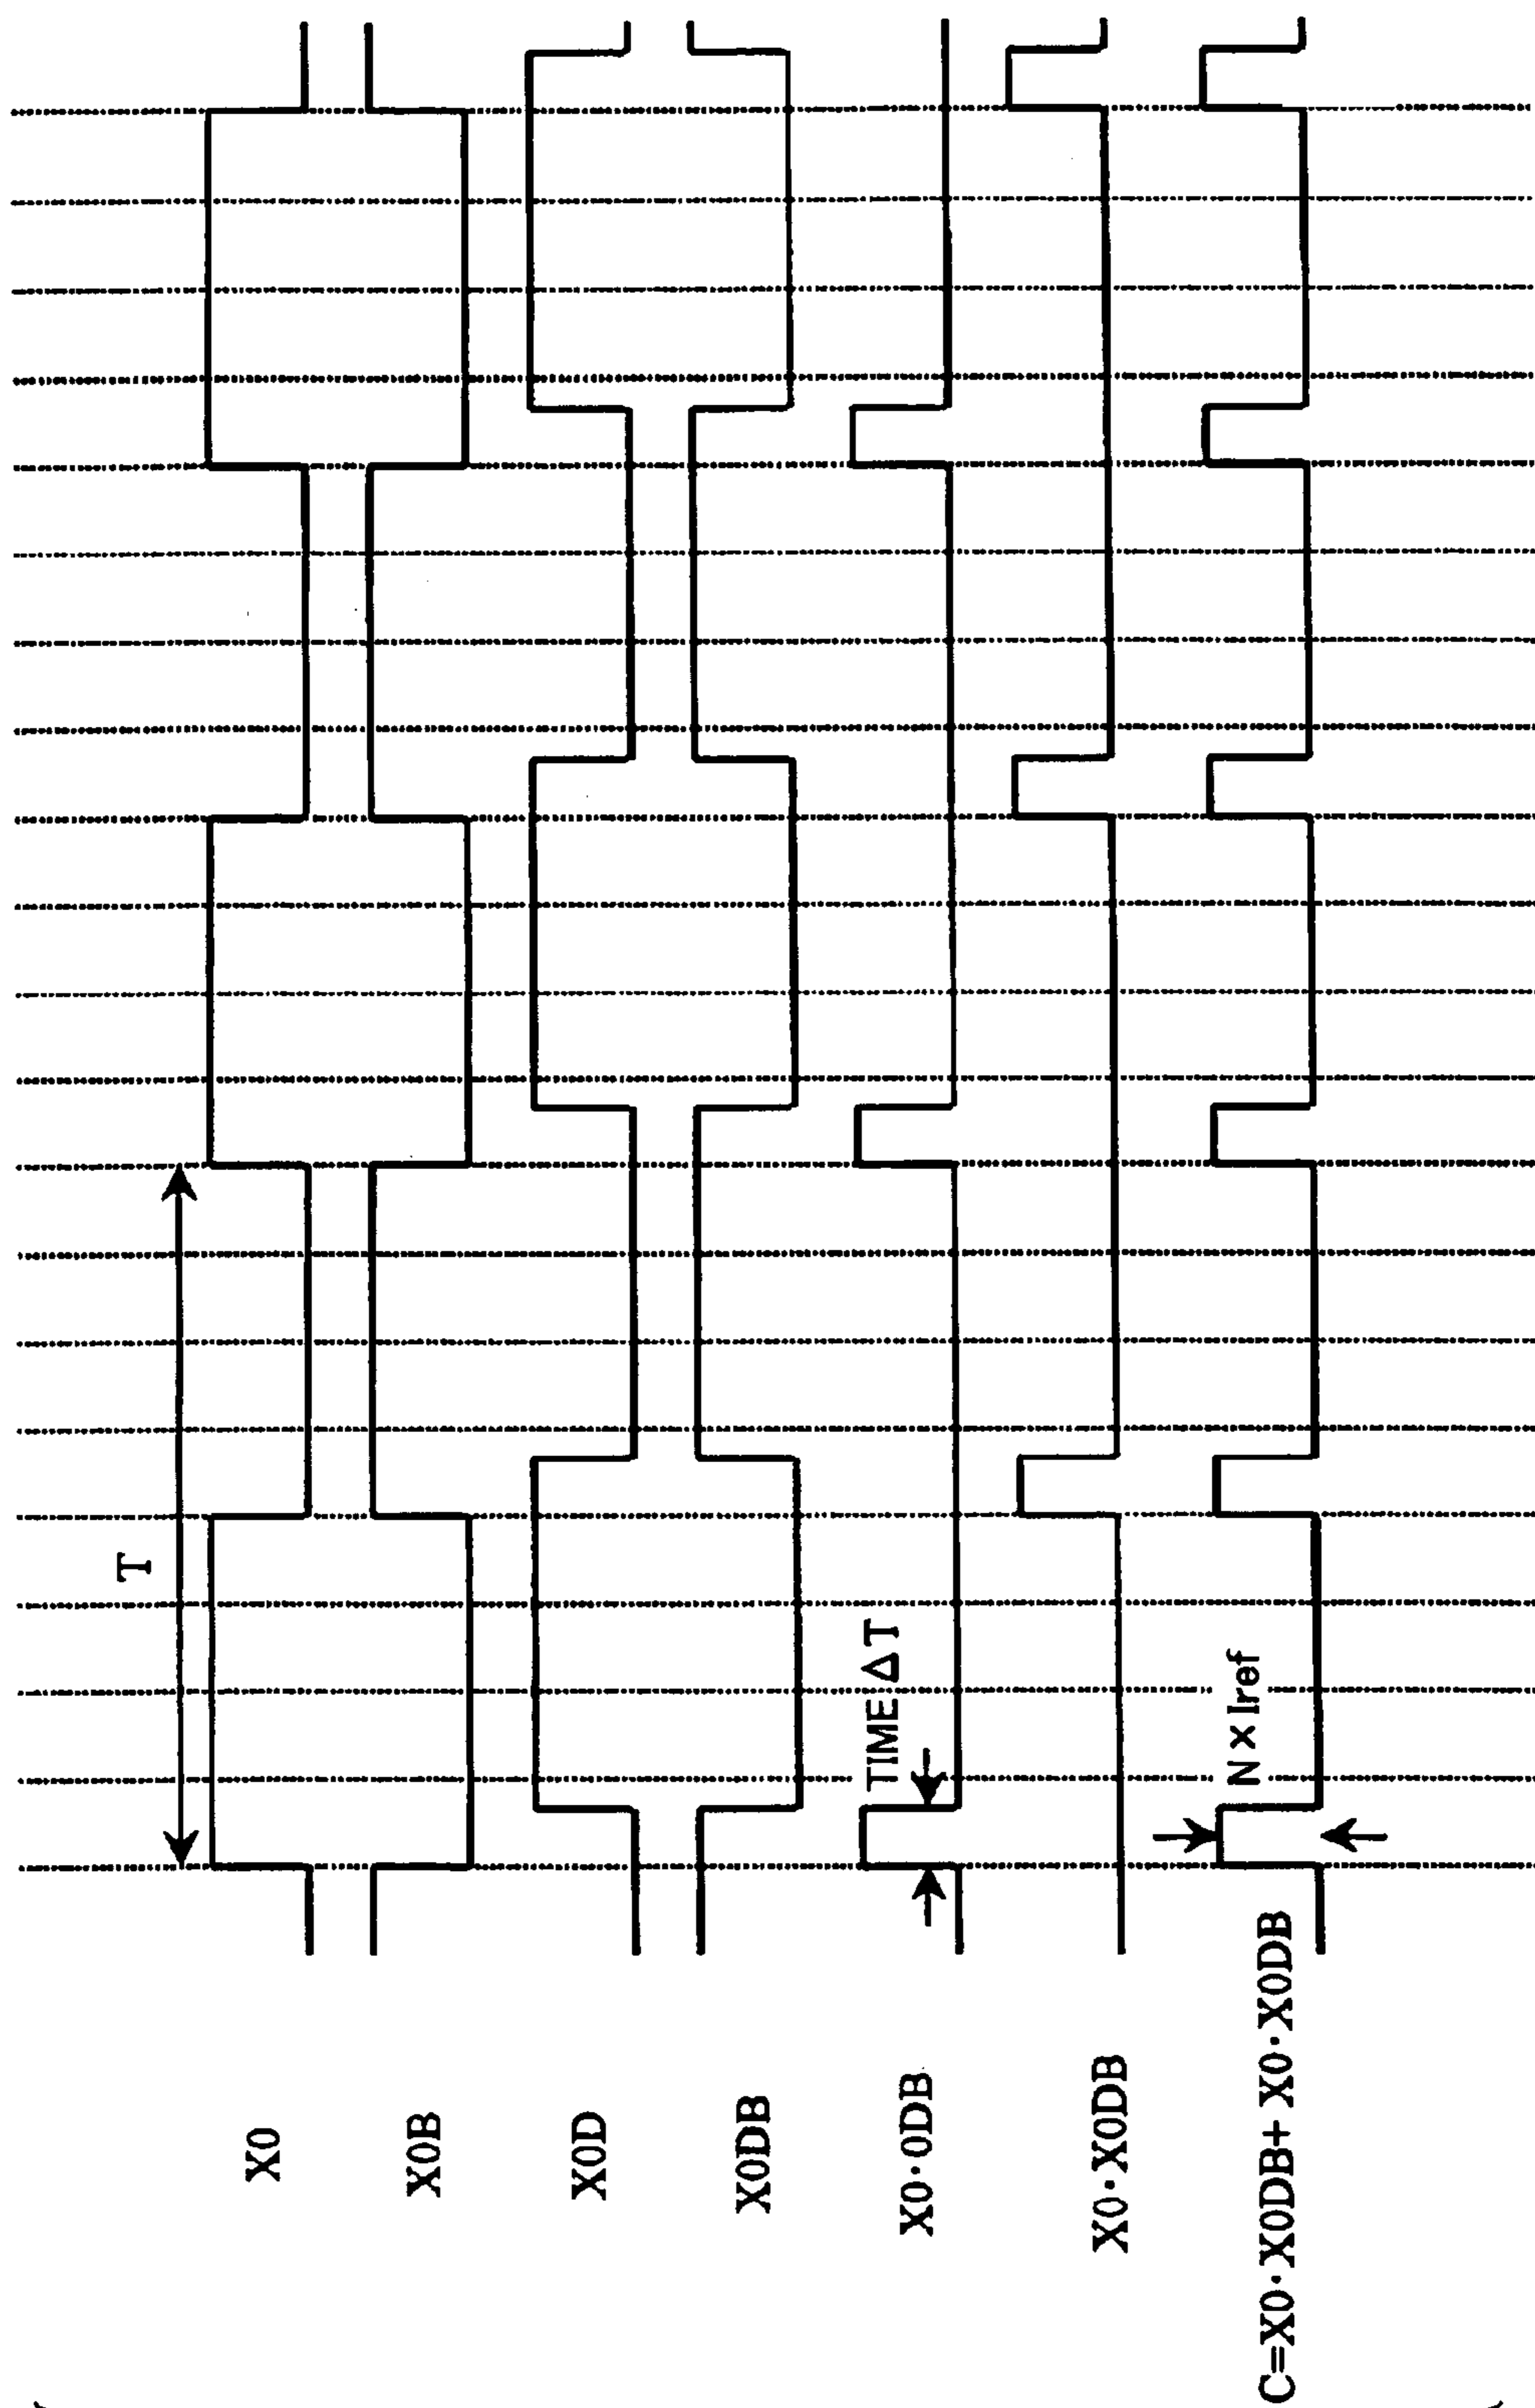 T
X0
X0B
X0D
X0DB
X0·0DB
TIME ΔT
X0·X0DB
C=X0·X0DB+ X0·X0DB
N × Iref